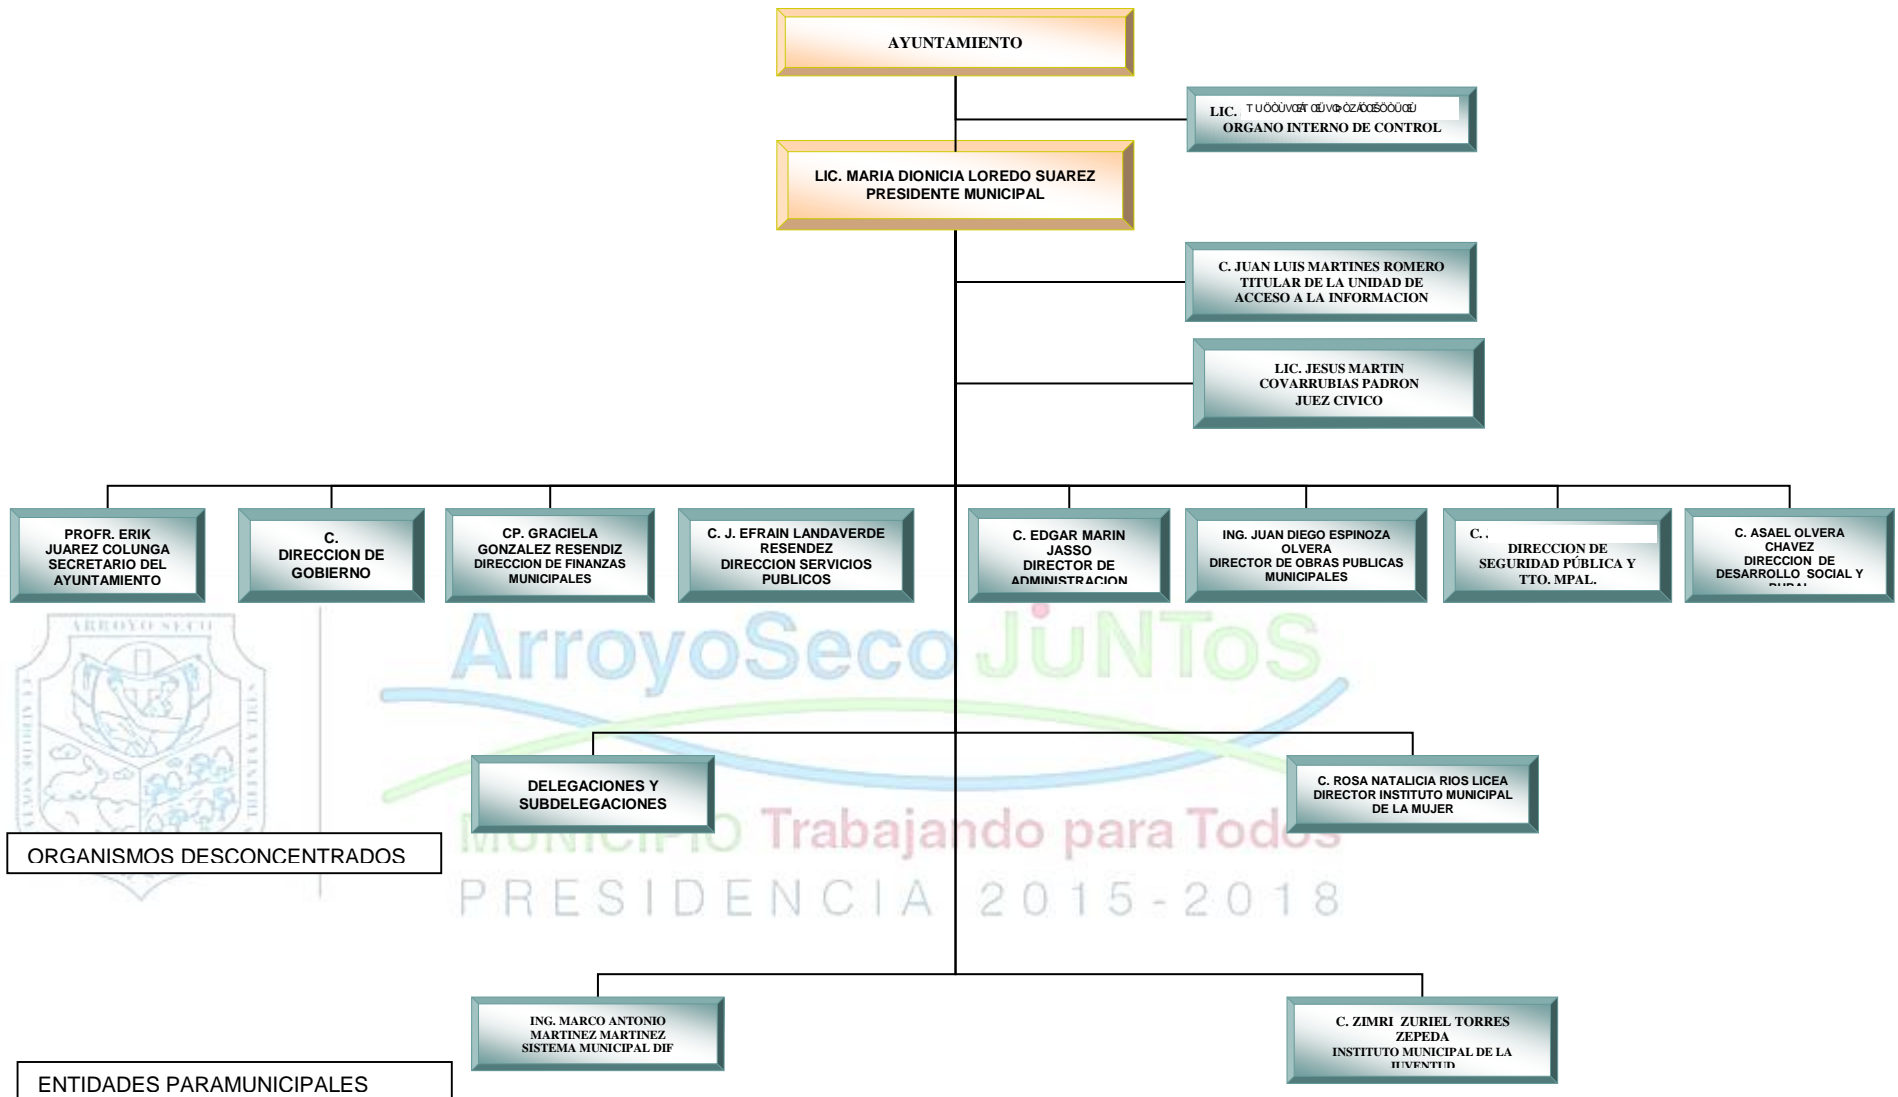 AYUNTAMIENTO
LIC.
ORGANO INTERNO DE CONTROL
LIC. MARIA DIONICIA LOREDO SUAREZ
PRESIDENTE MUNICIPAL
C. JUAN LUIS MARTINES ROMERO
TITULAR DE LA UNIDAD DE
ACCESO A LA INFORMACION
LIC. JESUS MARTIN
COVARRUBIAS PADRON
JUEZ CIVICO
PROFR. ERIK
JUAREZ COLUNGA
SECRETARIO DEL
AYUNTAMIENTO
C.
DIRECCION DE
GOBIERNO
CP. GRACIELA
GONZALEZ RESENDIZ
DIRECCION DE FINANZAS
MUNICIPALES
C. J. EFRAIN LANDAVERDE
RESENDEZ
DIRECCION SERVICIOS
PUBLICOS
C. EDGAR MARIN
JASSO
DIRECTOR DE
ADMINISTRACION
ING. JUAN DIEGO ESPINOZA
OLVERA
DIRECTOR DE OBRAS PUBLICAS
MUNICIPALES
C. .
DIRECCION DE
SEGURIDAD PÚBLICA Y
TTO. MPAL.
C. ASAEL OLVERA
CHAVEZ
DIRECCION DE
DESARROLLO SOCIAL Y
RURAL
ARROYO SECO
ArroyoSeco JuNToS
DELEGACIONES Y
SUBDELEGACIONES
C. ROSA NATALICIA RIOS LICEA
DIRECTOR INSTITUTO MUNICIPAL
DE LA MUJER
MUNICIPIO Trabajando para Todos
ORGANISMOS DESCONCENTRADOS
PRESIDENCIA 2015-2018
ING. MARCO ANTONIO
MARTINEZ MARTINEZ
SISTEMA MUNICIPAL DIF
C. ZIMRI ZURIEL TORRES
ZEPEDA
INSTITUTO MUNICIPAL DE LA
JUVENTUD
ENTIDADES PARAMUNICIPALES